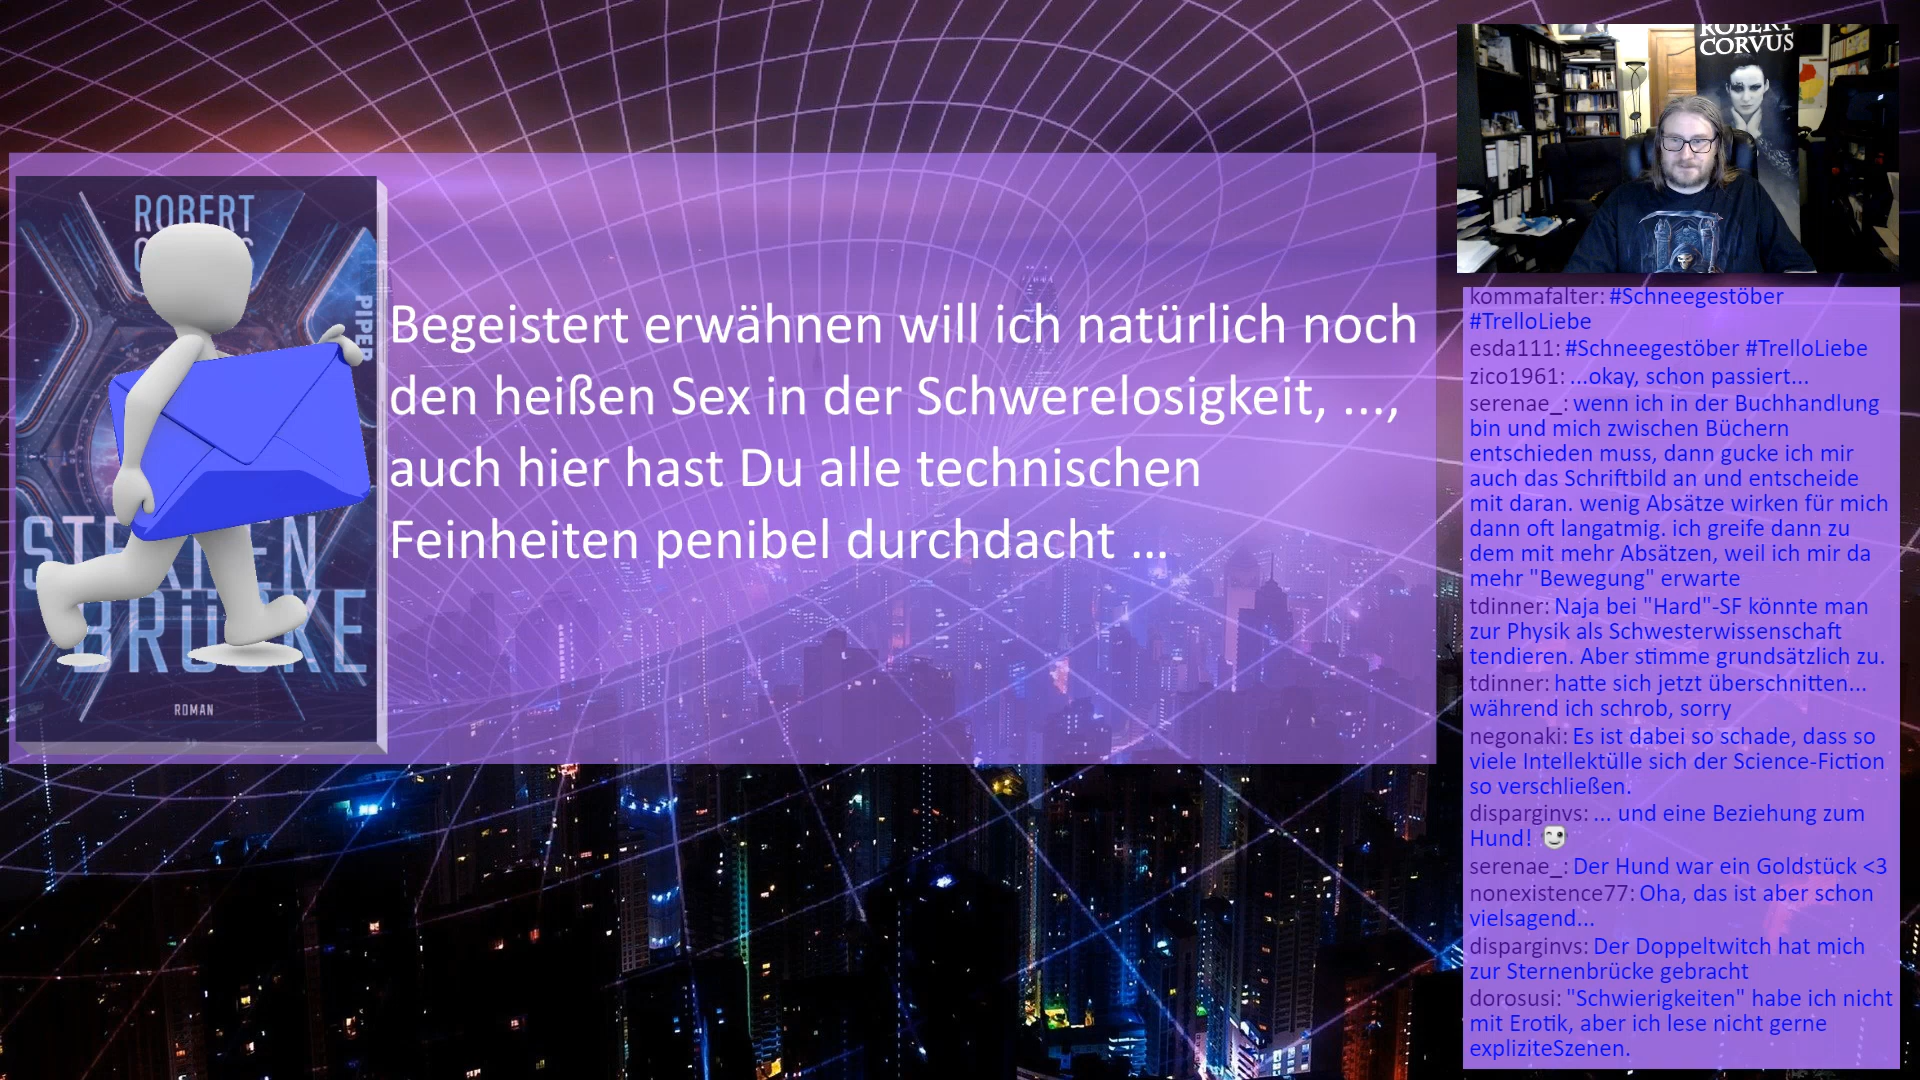 ROBERT
PIPER
BRÜCKE
ROMAN
Begeistert erwähnen will ich natürlich noch
den heißen Sex in der Schwerelosigkeit, ...,
auch hier hast Du alle technischen
Feinheiten penibel durchdacht ...
ROBERT
CORVUS
kommafalter: #Schneegestöber
#TrelloLiebe
esda111: #Schneegestöber #TrelloLiebe
zico1961: ...okay, schon passiert...
serenae_: wenn ich in der Buchhandlung
bin und mich zwischen Büchern
entschieden muss, dann gucke ich mir
auch das Schriftbild an und entscheide
mit daran. wenig Absätze wirken für mich
dann oft langatmig. ich greife dann zu
dem mit mehr Absätzen, weil ich mir da
mehr "Bewegung" erwarte
tdinner: Naja bei "Hard"-SF könnte man
zur Physik als Schwesterwissenschaft
tendieren. Aber stimme grundsätzlich zu.
tdinner: hatte sich jetzt überschnitten...
während ich schrob, sorry
negonaki: Es ist dabei so schade, dass so
viele Intellektülle sich der Science-Fiction
so verschließen.
disparginvs: ... und eine Beziehung zum
Hund!
serenae_: Der Hund war ein Goldstück <3
nonexistence77: Oha, das ist aber schon
vielsagend...
disparginvs: Der Doppeltwitch hat mich
zur Sternenbrücke gebracht
dorosusi: "Schwierigkeiten" habe ich nicht
mit Erotik, aber ich lese nicht gerne
expliziteSzenen.